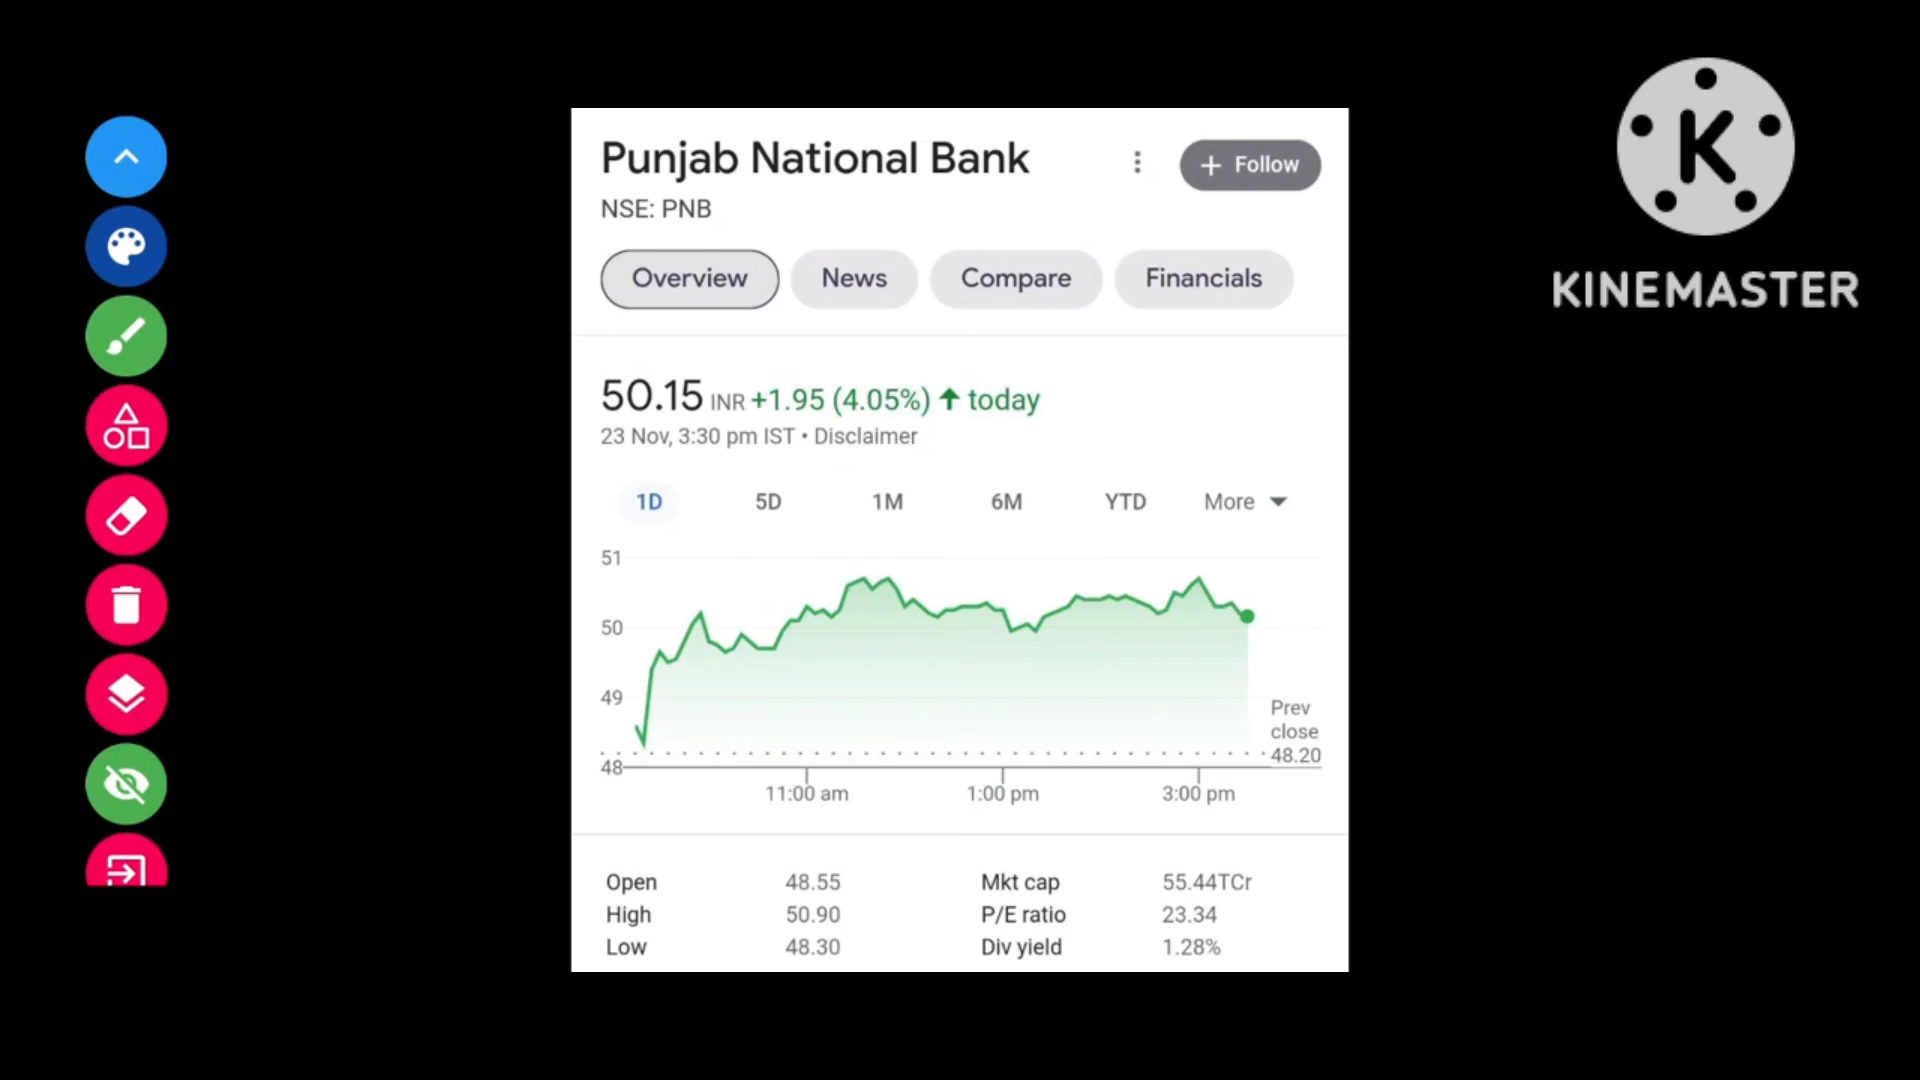 Punjab National Bank
+ Follow
NSE: PNB
Overview News Compare Financials
50.15 INR +1.95 (4.05%) ↑ today
23 Nov, 3:30 pm IST • Disclaimer
1D 5D 1M 6M YTD More
51
50
49
48
Prev
close
48.20
11:00 am 1:00 pm 3:00 pm
Open 48.55 Mkt cap 55.44TCr
High 50.90 P/E ratio 23.34
Low 48.30 Div yield 1.28%
K
KINEMASTER